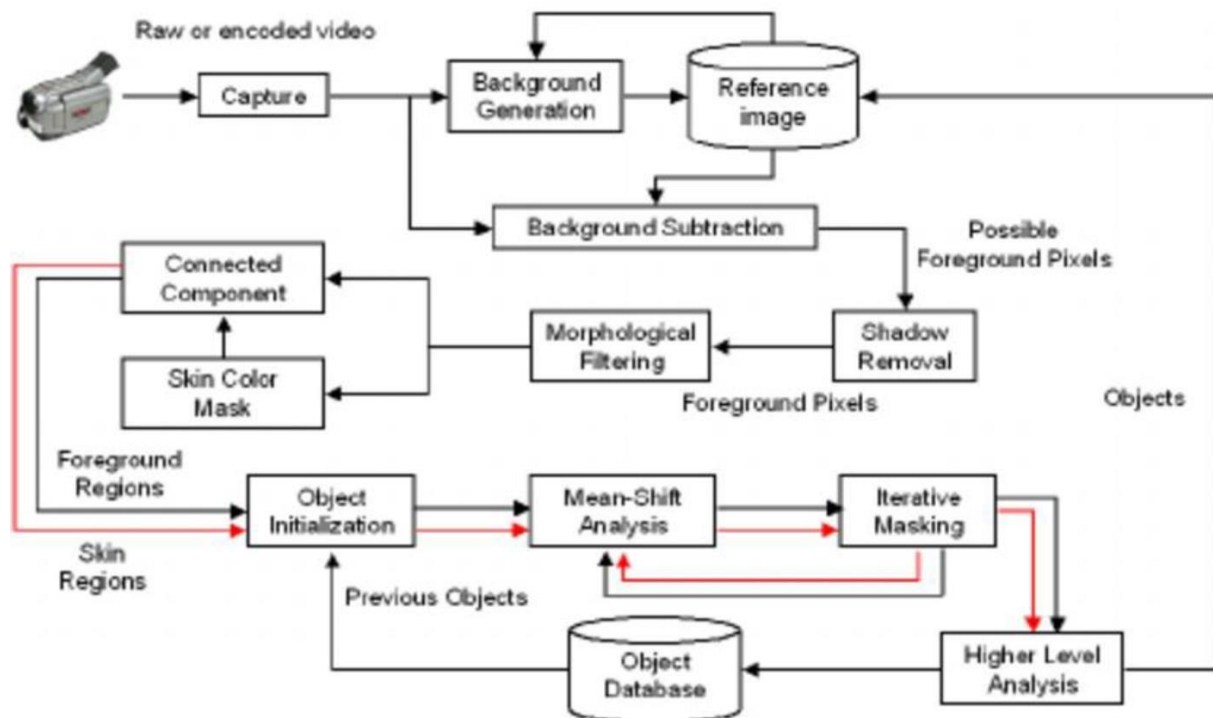 Raw or encoded video
Capture
Background
Generation
Reference
image
Background Subtraction
Possible
Foreground Pixels
Connected
Component
Morphological
Filtering
Shadow
Removal
Skin Color
Mask
Foreground Pixels
Objects
Foreground
Regions
Object
Initialization
Mean-Shift
Analysis
Iterative
Masking
Skin
Regions
Previous Objects
Object
Database
Higher Level
Analysis